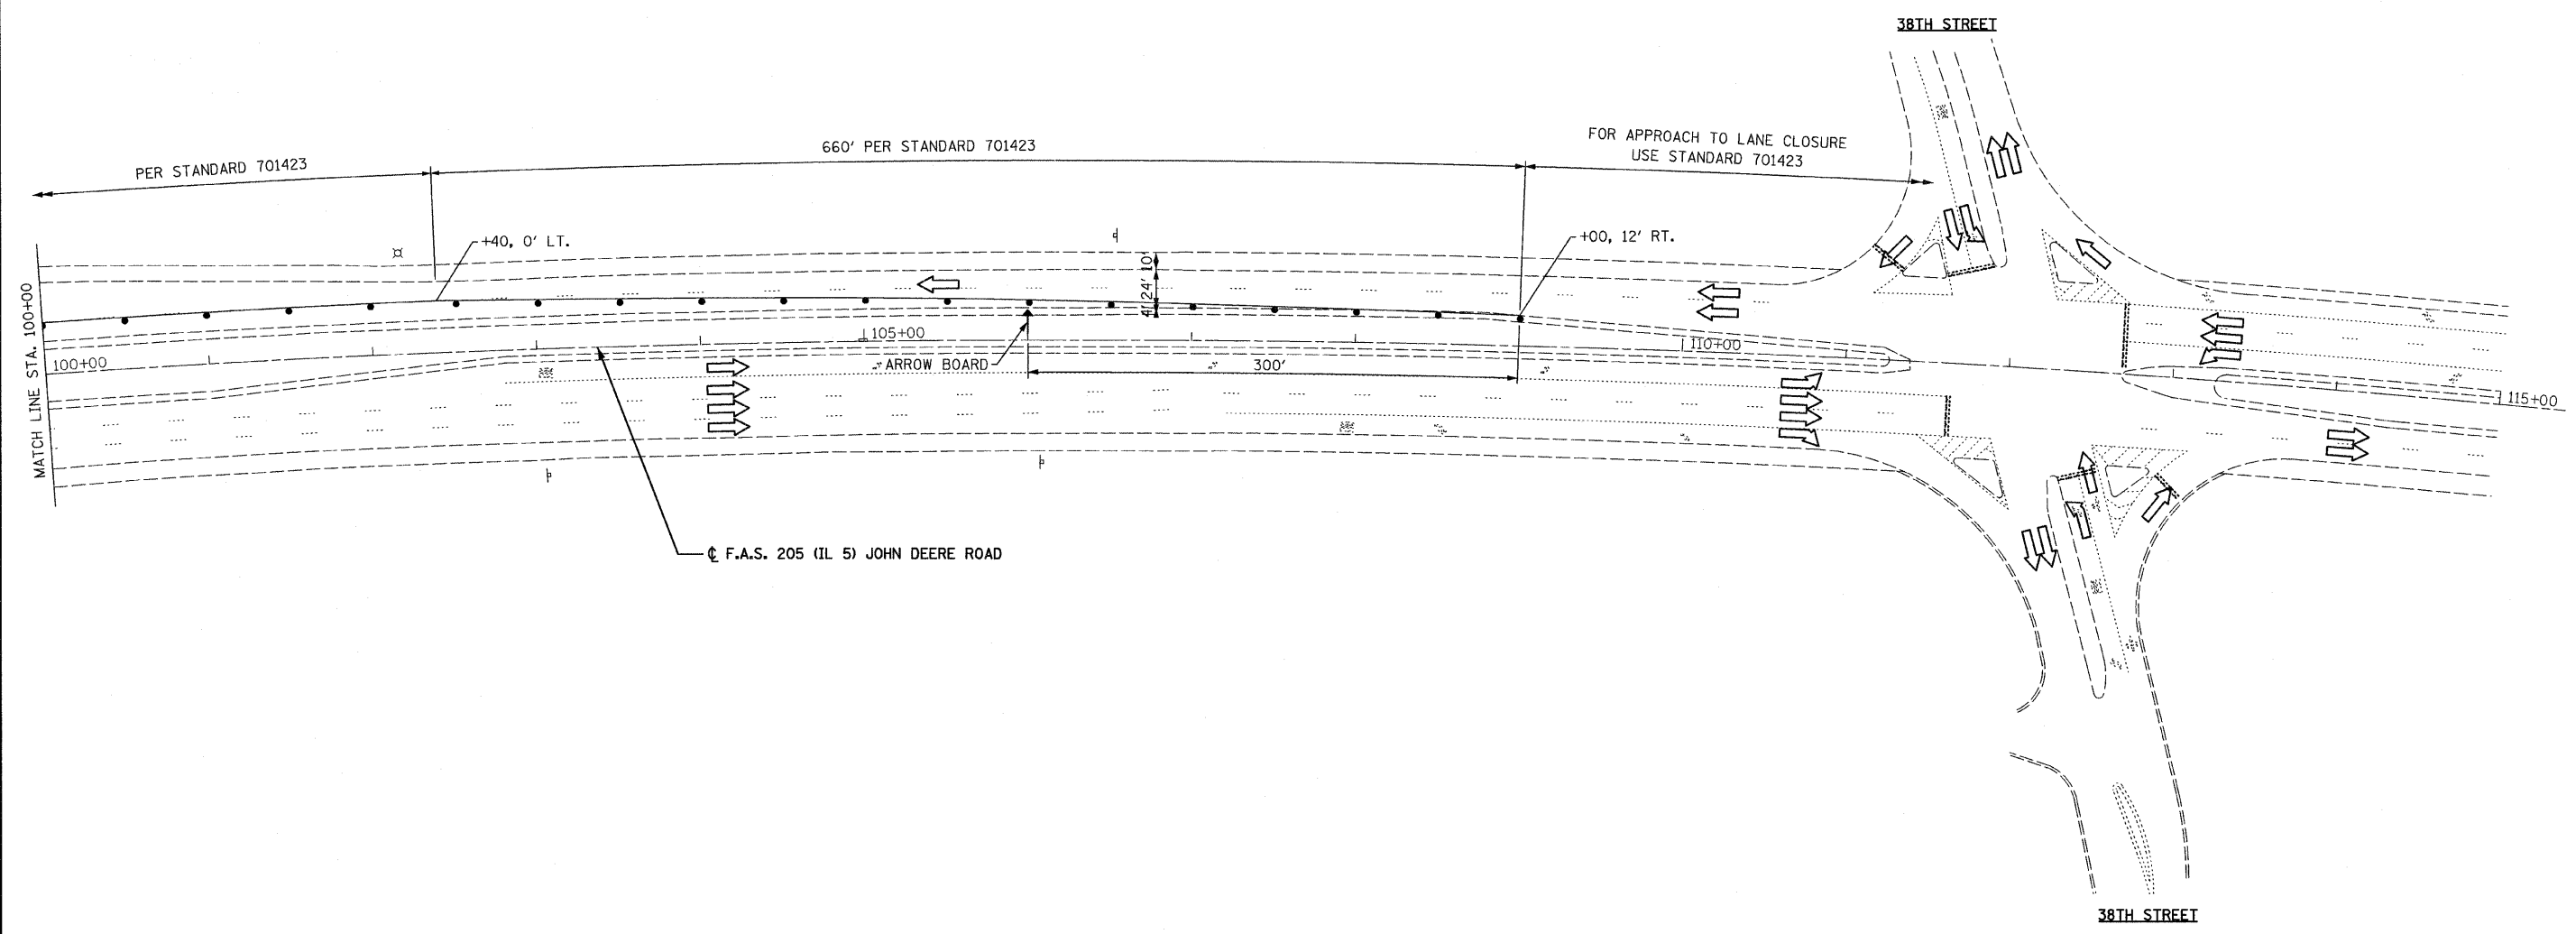 38TH STREET
FOR APPROACH TO LANE CLOSURE
USE STANDARD 701423
660' PER STANDARD 701423
PER STANDARD 701423
+40, 0' LT.
+00, 12' RT.
10'
24'
4'
MATCH LINE STA. 100+00
100+00
105+00
110+00
115+00
ARROW BOARD
300'
℄ F.A.S. 205 (IL 5) JOHN DEERE ROAD
38TH STREET